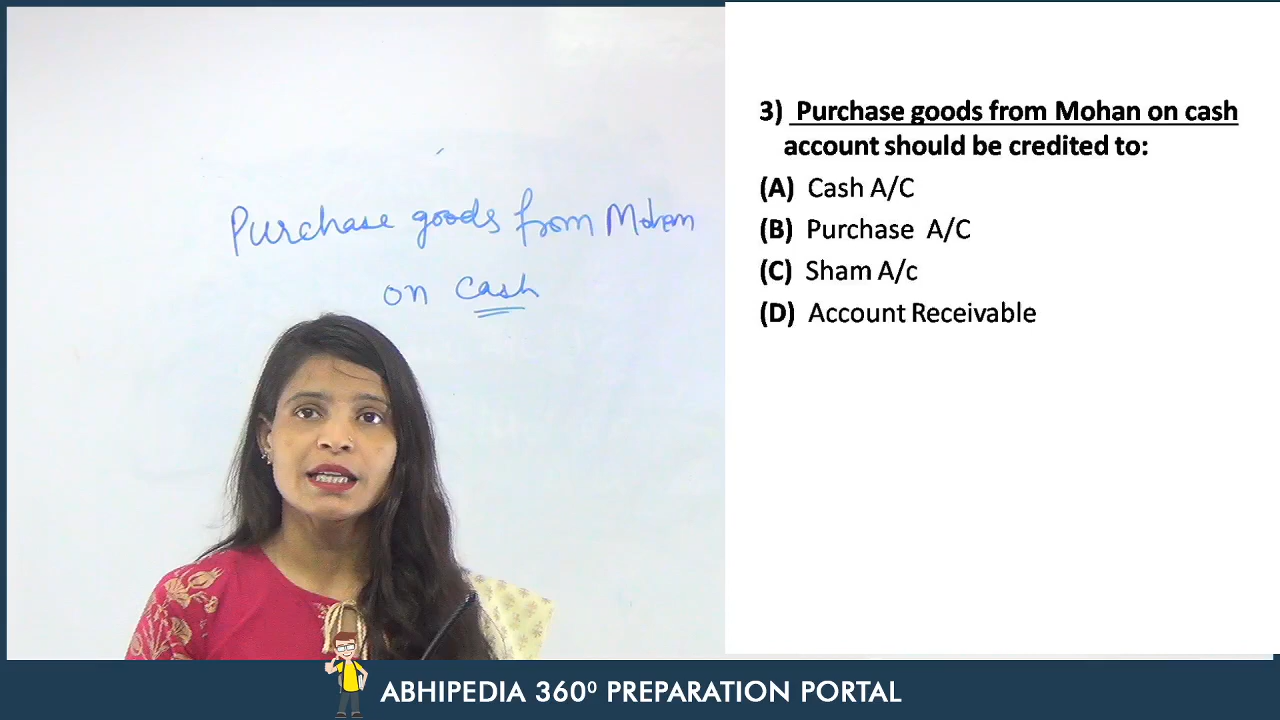 Purchase goods from Mohan
on cash
3) Purchase goods from Mohan on cash
account should be credited to:
(A) Cash A/C
(B) Purchase A/C
(C) Sham A/c
(D) Account Receivable
ABHIPEDIA 360⁰ PREPARATION PORTAL